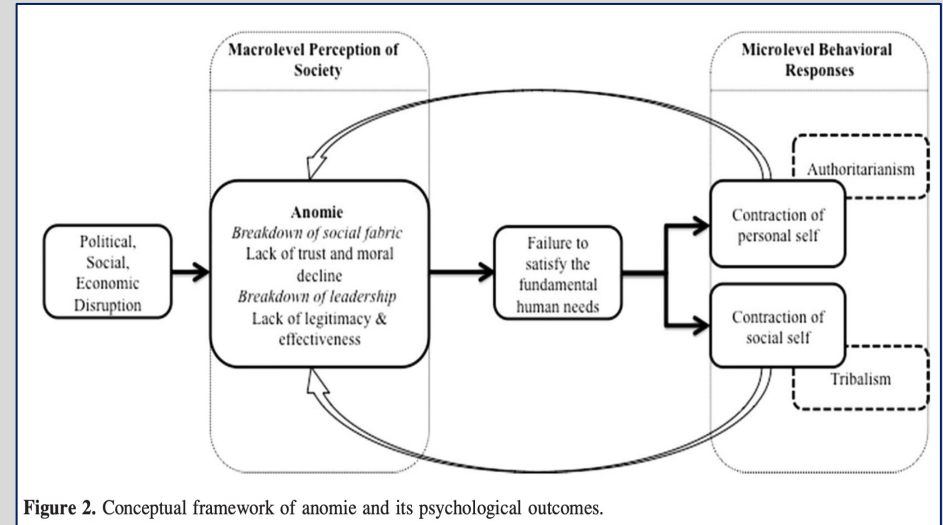 Macrolevel Perception of
Society
Microlevel Behavioral
Responses
Political,
Social,
Economic
Disruption
Anomie
Breakdown of social fabric
Lack of trust and moral
decline
Breakdown of leadership
Lack of legitimacy &
effectiveness
Failure to
satisfy the
fundamental
human needs
Authoritarianism
Contraction of
personal self
Contraction of
social self
Tribalism
Figure 2. Conceptual framework of anomie and its psychological outcomes.